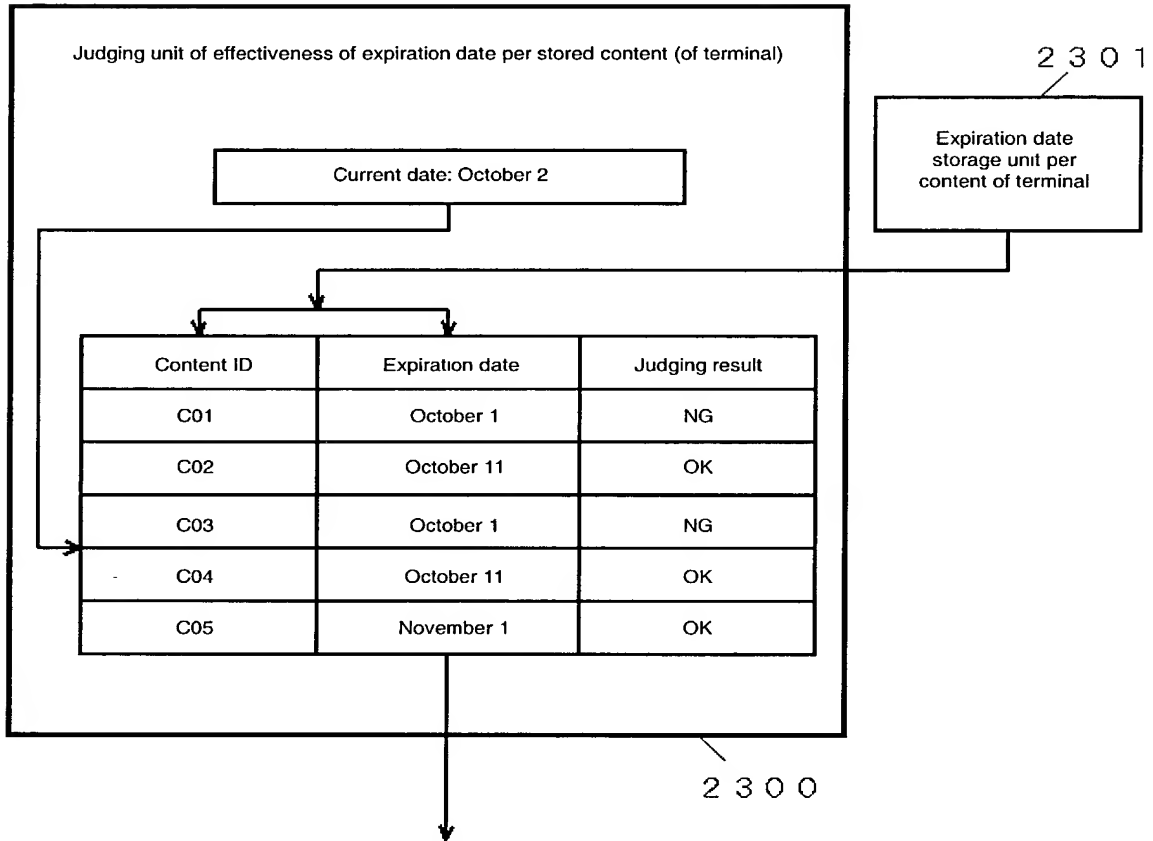 Judging unit of effectiveness of expiration date per stored content (of terminal)
2301
Expiration date
storage unit per
content of terminal
Current date: October 2
Content ID Expiration date Judging result
C01 October 1 NG
C02 October 11 OK
C03 October 1 NG
C04 October 11 OK
C05 November 1 OK
2300